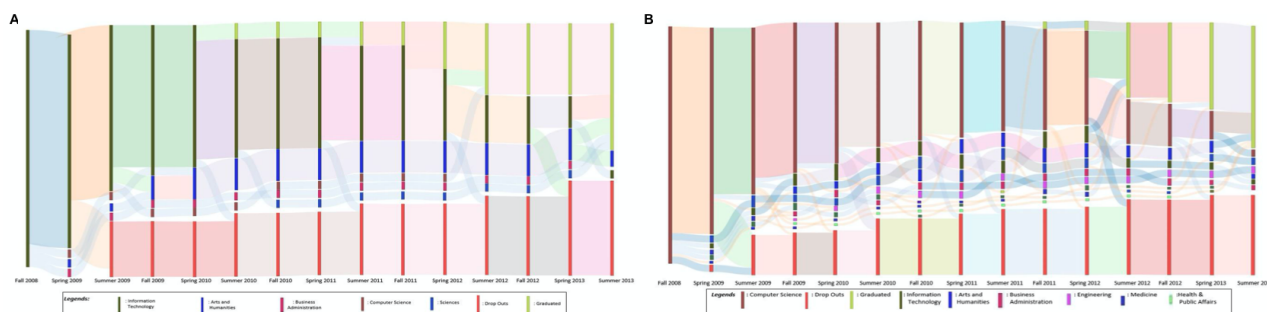 A
Fall 2008 Spring 2009 Summer 2009 Fall 2009 Spring 2010 Summer 2010 Fall 2010 Spring 2011 Summer 2011 Fall 2011 Spring 2012 Summer 2012 Fall 2012 Spring 2013 Summer 2013
Legends: : Information Technology : Arts and Humanities : Business Administration : Computer Science : Sciences : Drop Outs : Graduated
B
Fall 2008 Spring 2009 Summer 2009 Fall 2009 Spring 2010 Summer 2010 Fall 2010 Spring 2011 Summer 2011 Fall 2011 Spring 2012 Summer 2012 Fall 2012 Spring 2013 Summer 20
Legends : Computer Science : Drop Outs : Graduated : Information Technology : Arts and Humanities : Business Administration : Engineering : Medicine : Health & Public Affairs